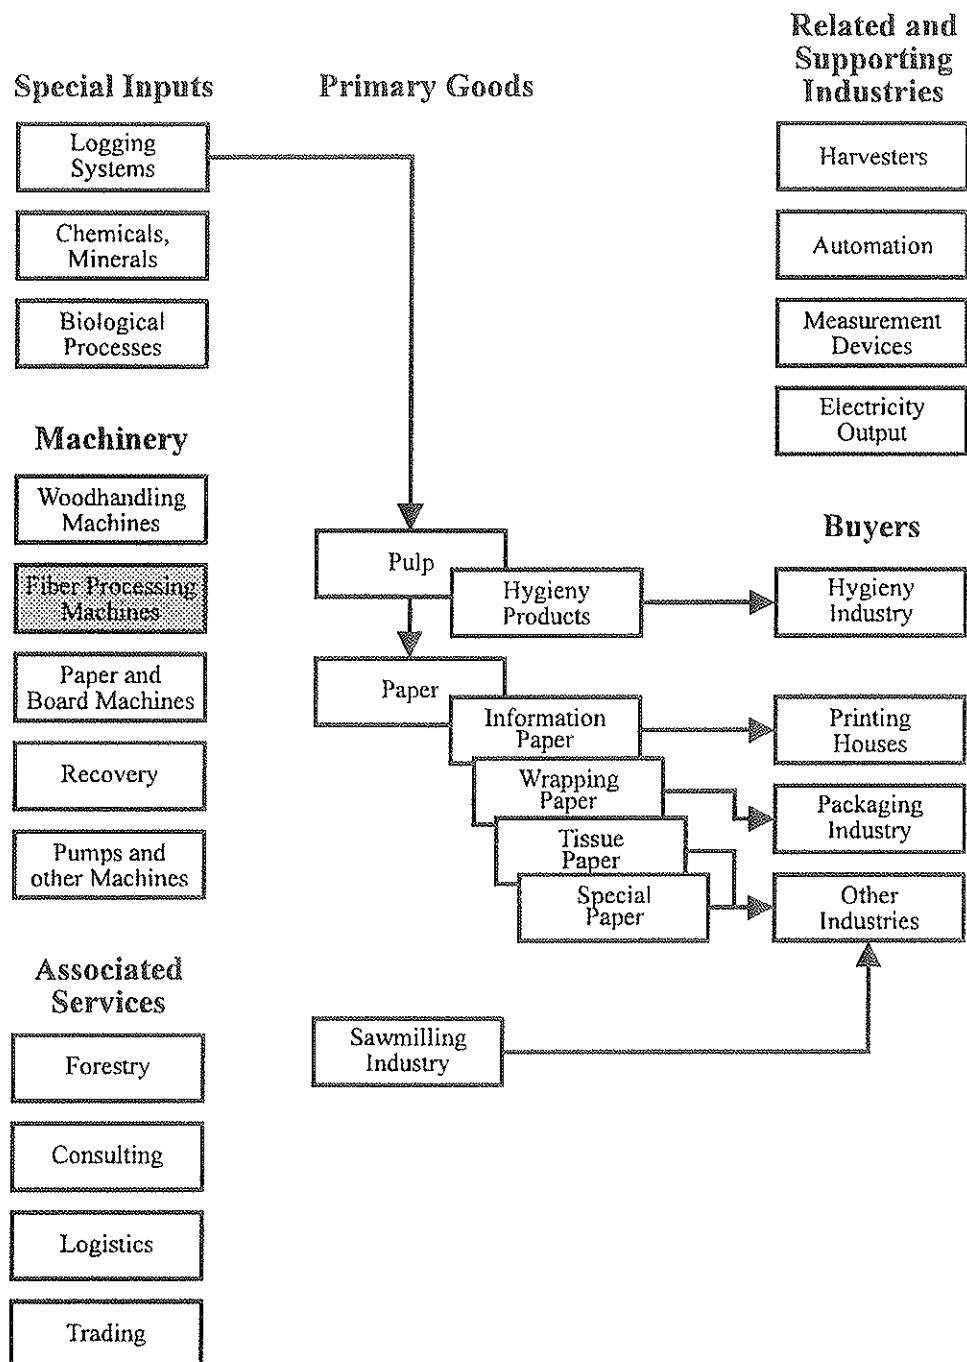 Special Inputs
Logging
Systems
Chemicals,
Minerals
Biological
Processes
Machinery
Woodhandling
Machines
Fiber Processing
Machines
Paper and
Board Machines
Recovery
Pumps and
other Machines
Associated
Services
Forestry
Consulting
Logistics
Trading
Primary Goods
Pulp
Hygieny
Products
Paper
Information
Paper
Wrapping
Paper
Tissue
Paper
Special
Paper
Sawmilling
Industry
Related and
Supporting
Industries
Harvesters
Automation
Measurement
Devices
Electricity
Output
Buyers
Hygieny
Industry
Printing
Houses
Packaging
Industry
Other
Industries